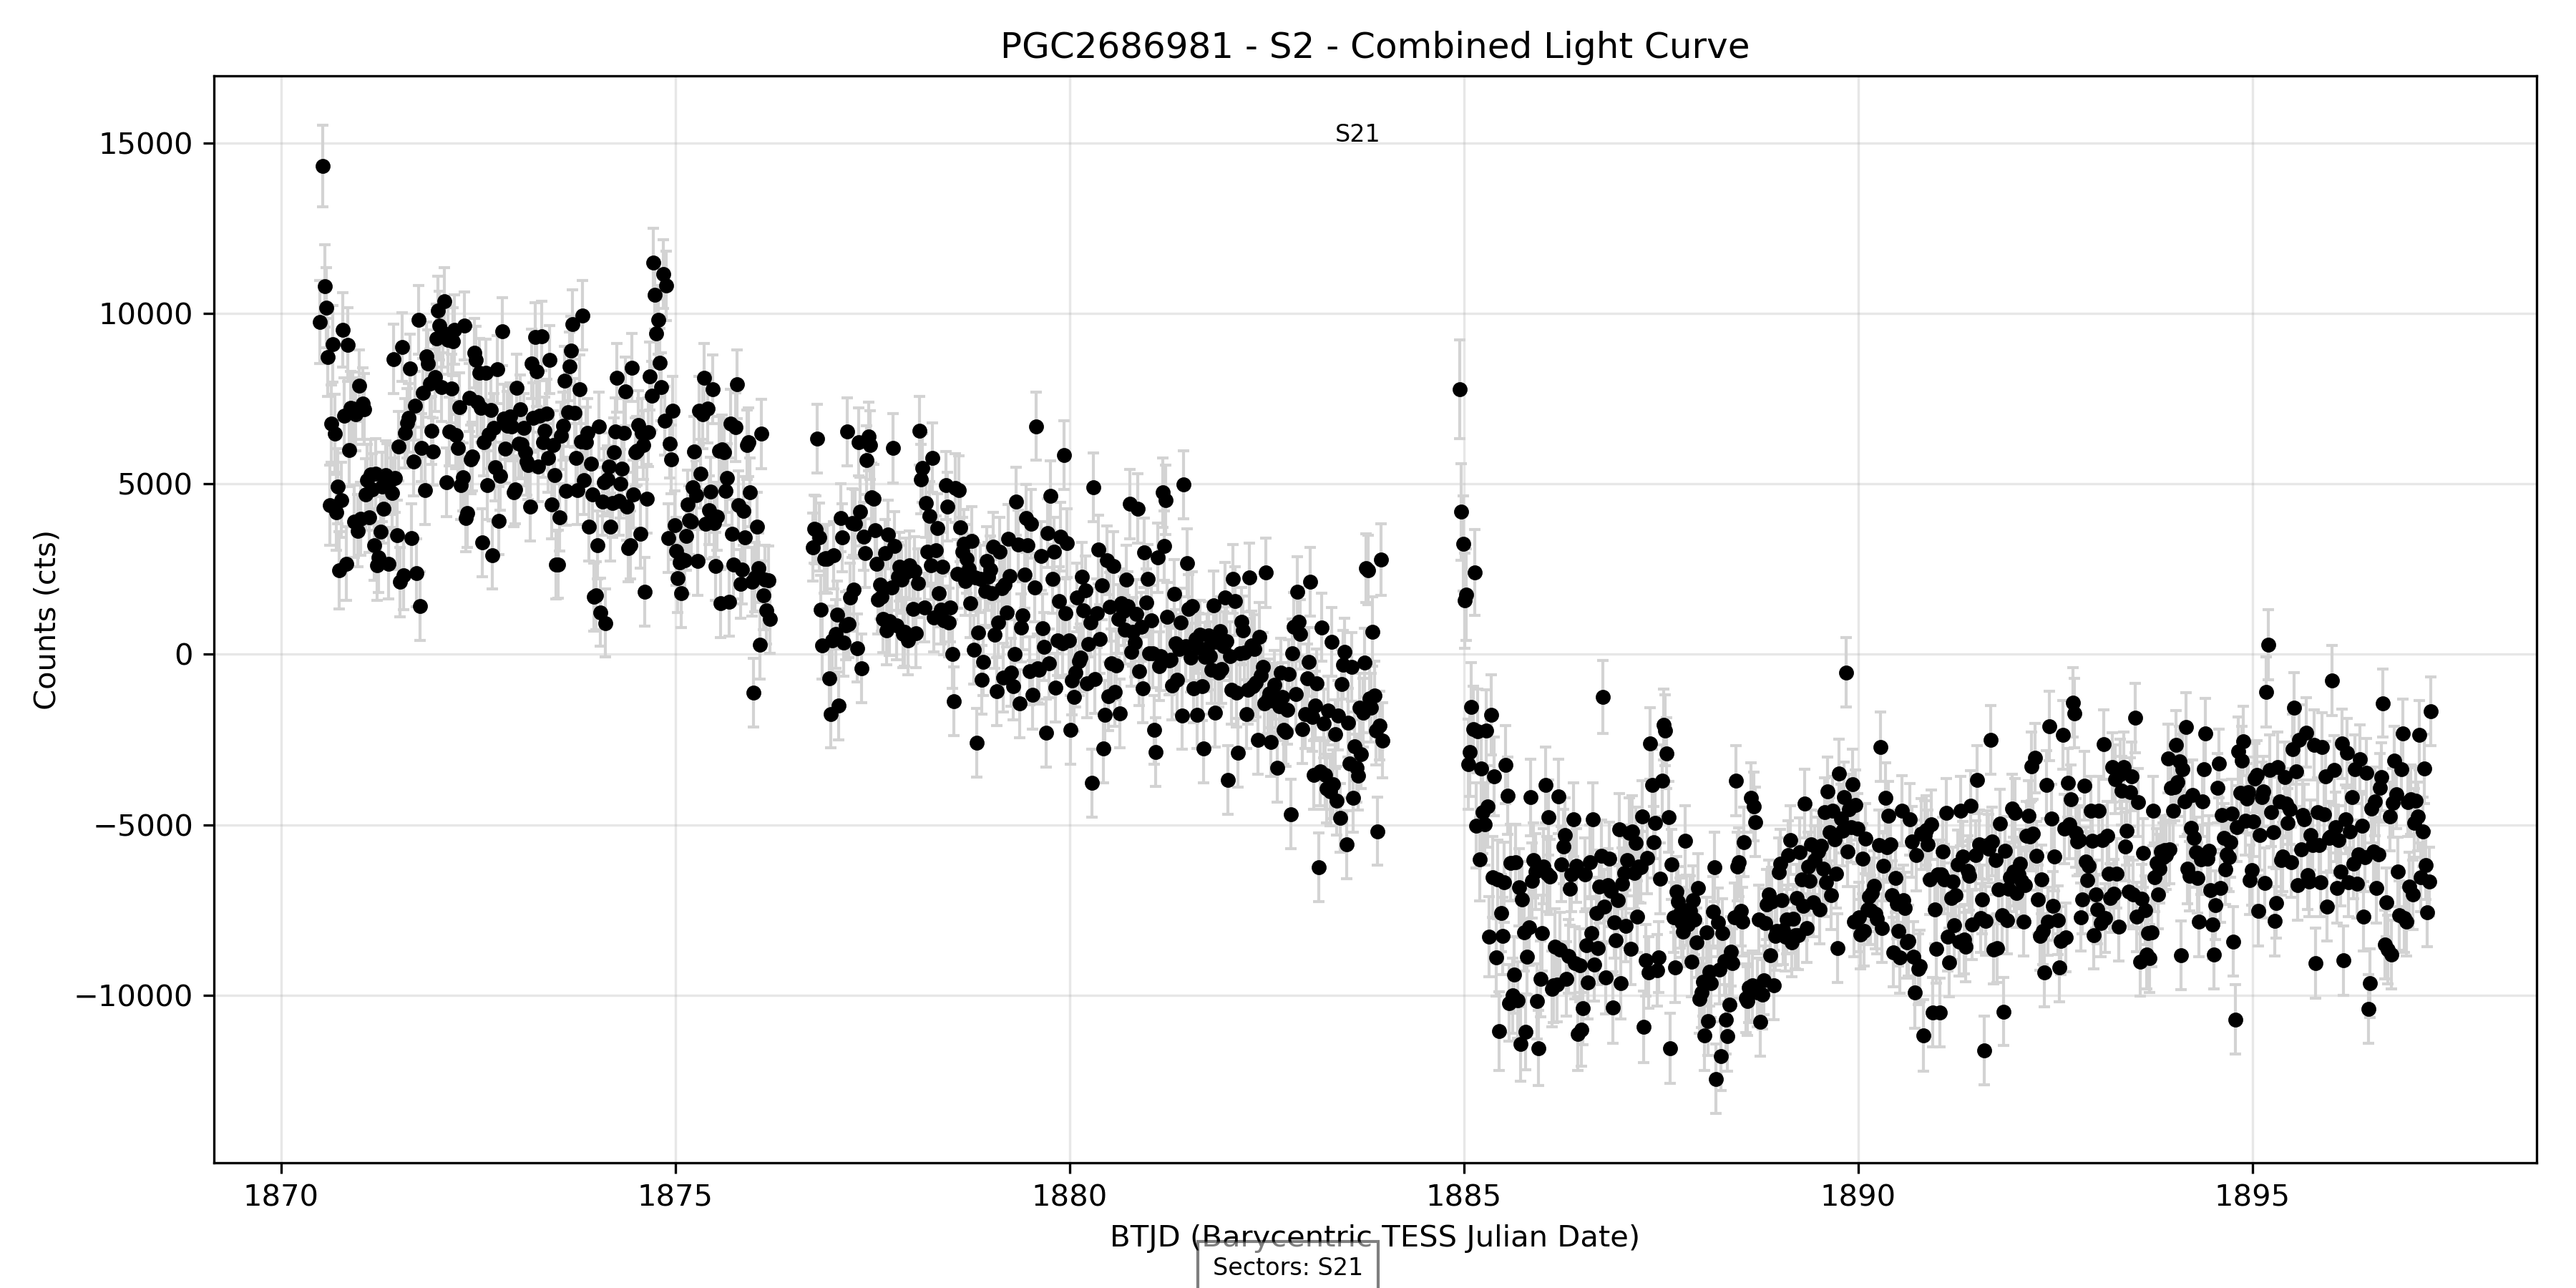 PGC2686981 - S2 - Combined Light Curve
S21
15000
10000
5000
0
−5000
−10000
Counts (cts)
1870 1875 1880 1885 1890 1895
BTJD (Barycentric TESS Julian Date)
Sectors: S21